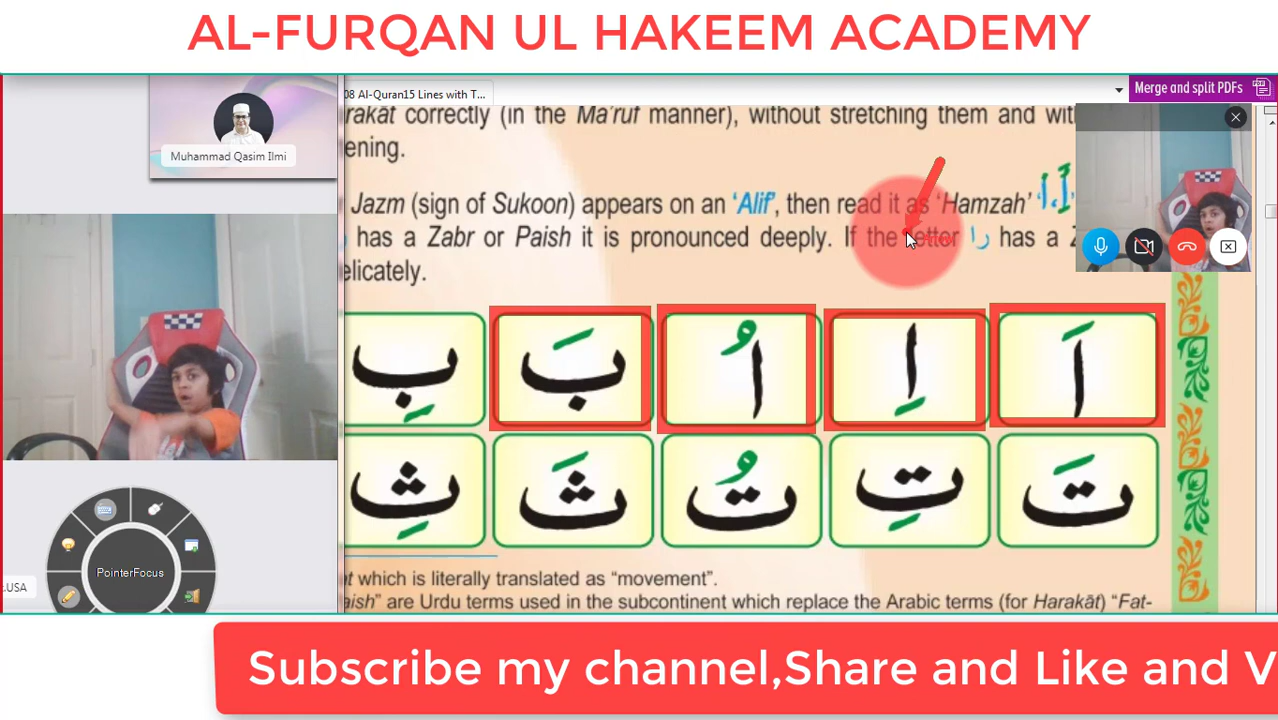 AL-FURQAN UL HAKEEM ACADEMY
Muhammad Qasim Ilmi
08 Al-Quran15 Lines with T...
Merge and split PDFs
rakāt correctly (in the Ma'ruf manner), without stretching them and
ening.
Jazm (sign of Sukoon) appears on an 'Alif', then read it as 'Hamzah'
has a Zabr or Paish it is pronounced deeply. If the Letter را has a
elicately.
اَ اِ اُ بَ بِ
تَ تِ تُ ثَ ثِ
PointerFocus
.USA
which is literally translated as "movement".
aish" are Urdu terms used in the subcontinent which replace the Arabic terms (for Harakāt) "Fat-
Subscribe my channel,Share and Like and V